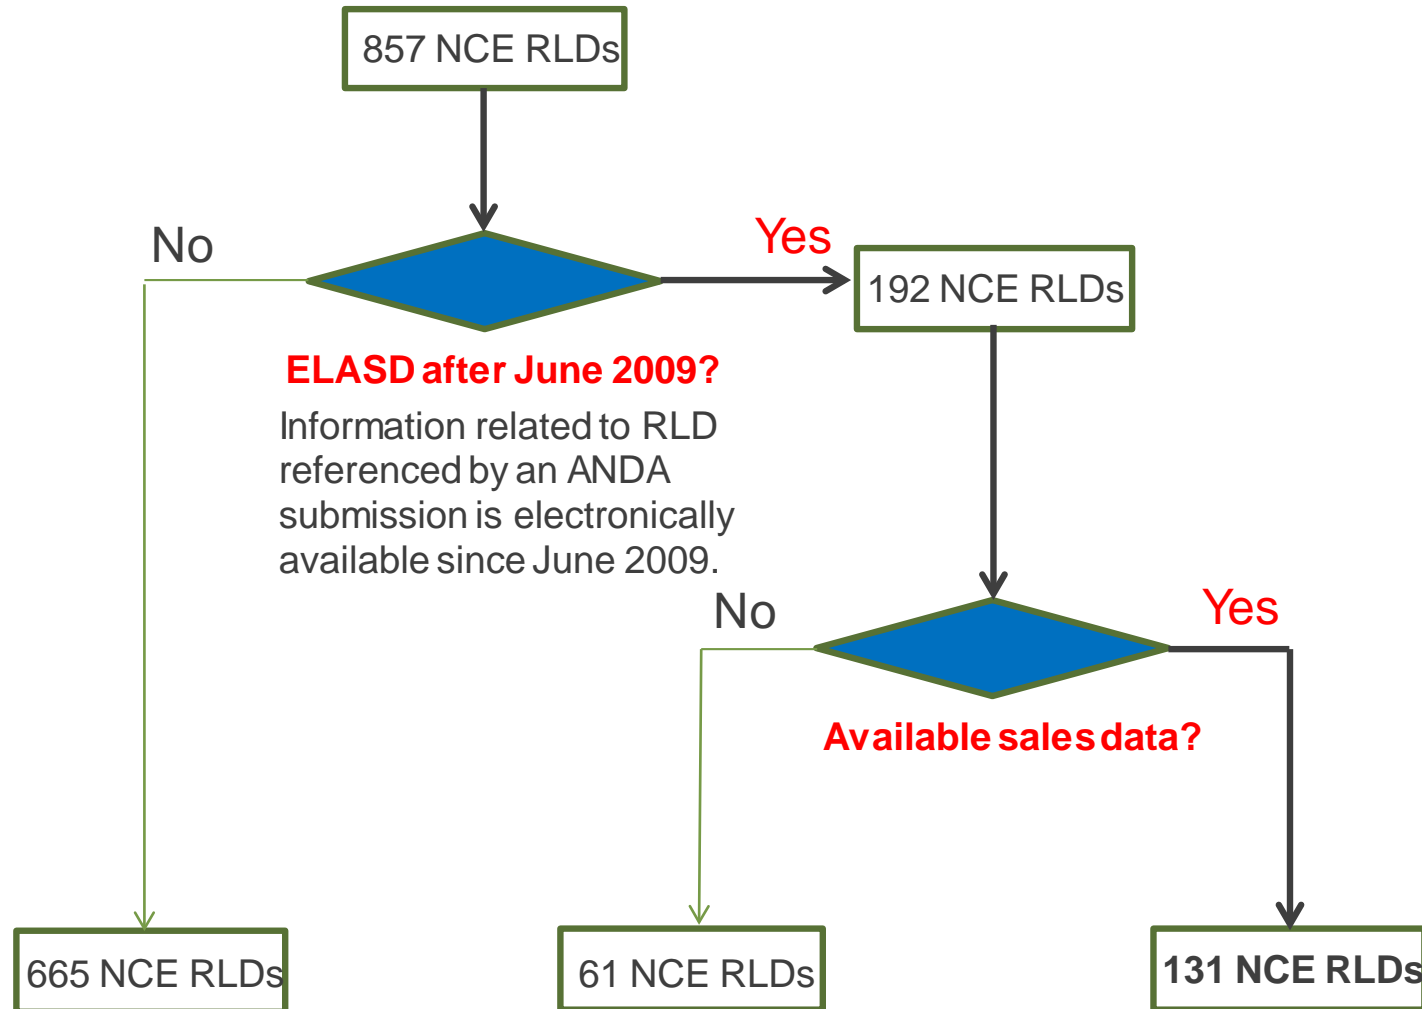 857 NCE RLDs
No
Yes
192 NCE RLDs
ELASD after June 2009?
Information related to RLD
referenced by an ANDA
submission is electronically
available since June 2009.
No
Yes
Available sales data?
665 NCE RLDs
61 NCE RLDs
131 NCE RLDs